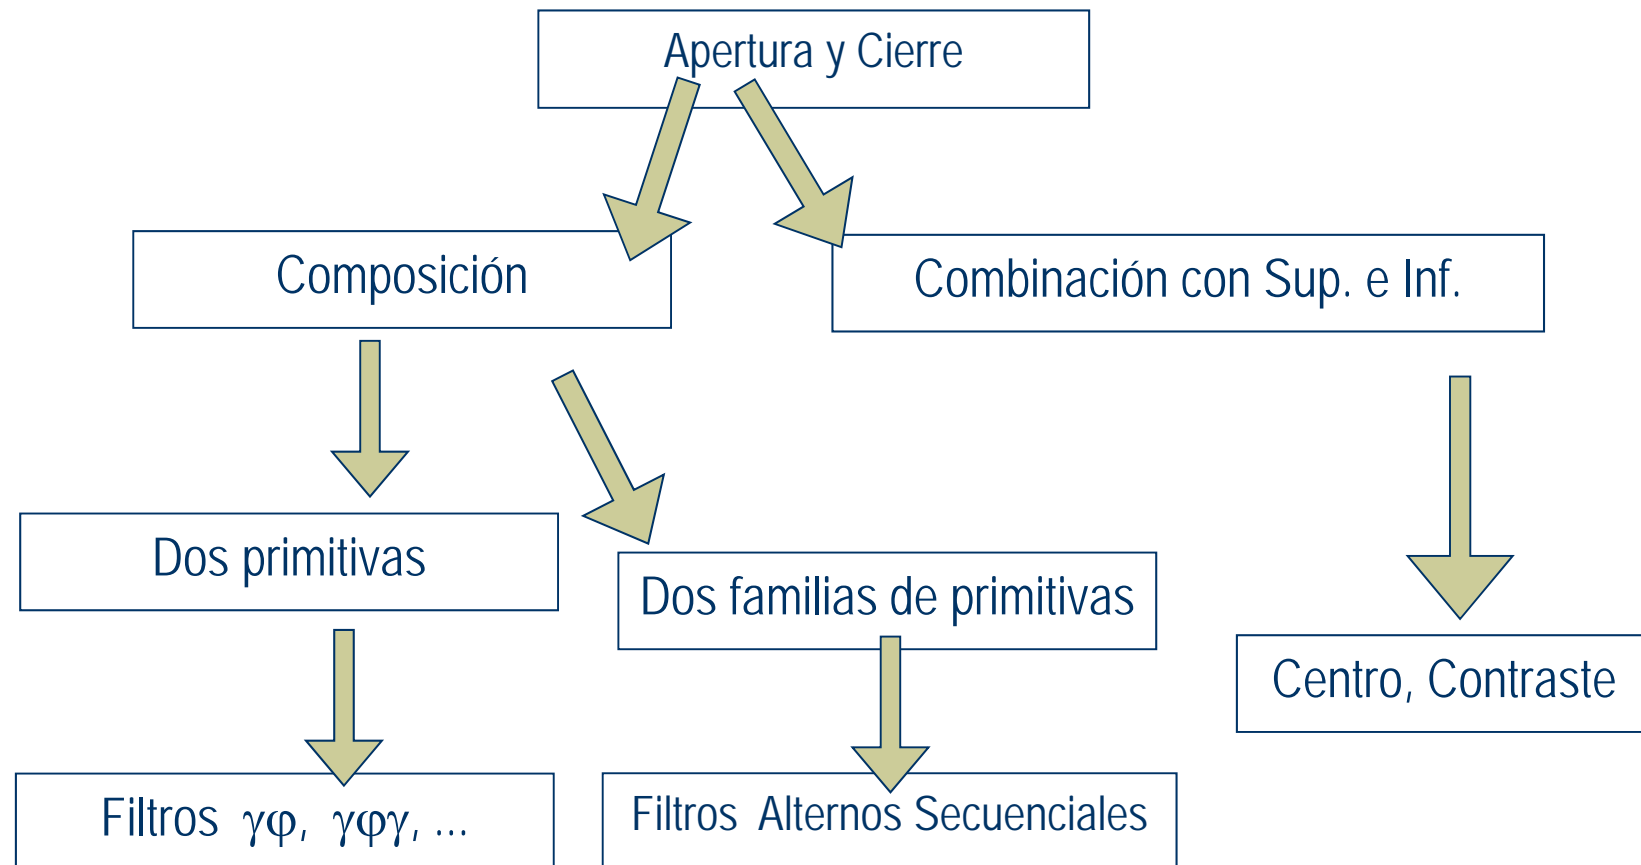 Apertura y Cierre
Composición
Combinación con Sup. e Inf.
Dos primitivas
Dos familias de primitivas
Centro, Contraste
Filtros γφ, γφγ, ...
Filtros Alternos Secuenciales